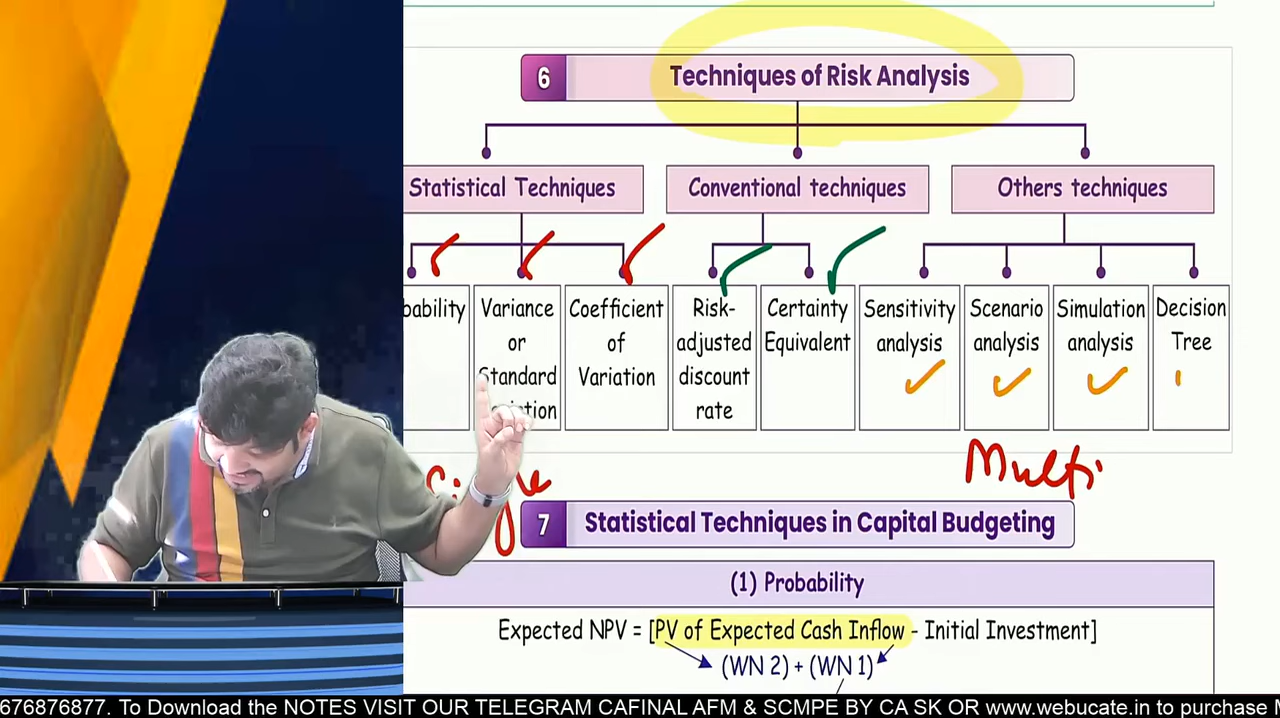 6 Techniques of Risk Analysis
Statistical Techniques
Conventional techniques
Others techniques
bability
Variance
or
Standard
Coefficient
of
Variation
Risk-
adjusted
discount
rate
Certainty
Equivalent
Sensitivity
analysis
Scenario
analysis
Simulation
analysis
Decision
Tree
Multi
7 Statistical Techniques in Capital Budgeting
(1) Probability
Expected NPV = [PV of Expected Cash Inflow - Initial Investment]
(WN 2) + (WN 1)
676876877. To Download the NOTES VISIT OUR TELEGRAM CAFINAL AFM & SCMPE BY CA SK OR www.webucate.in to purchase